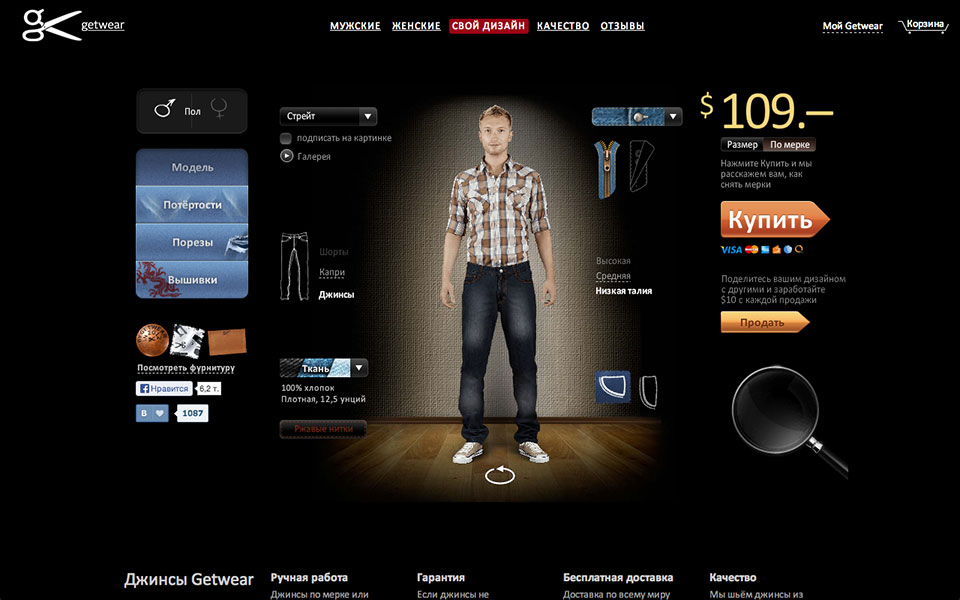 getwear
МУЖСКИЕ ЖЕНСКИЕ СВОЙ ДИЗАЙН КАЧЕСТВО ОТЗЫВЫ
Мой Getwear
Корзина
Пол
Модель
Потёртости
Порезы
Вышивки
Посмотреть фурнитуру
Нравится 6,2 т.
B 1087
Стрейт
подписать на картинке
Галерея
Шорты
Капри
Джинсы
Ткань
100% хлопок
Плотная, 12,5 унций
Ржавые нитки
Высокая
Средняя
Низкая талия
$ 109.—
Размер По мерке
Нажмите Купить и мы
расскажем вам, как
снять мерки
Купить
VISA
Поделитесь вашим дизайном
с другими и заработайте
$10 с каждой продажи
Продать
Джинсы Getwear
Ручная работа
Джинсы по мерке или
Гарантия
Если джинсы не
Бесплатная доставка
Доставка по всему миру
Качество
Мы шьём джинсы из